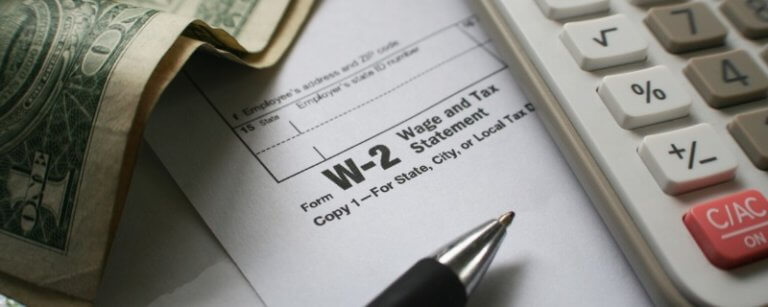 f Employee's address and ZIP code
15 State
Employer's state ID number
Form W-2 Wage and Tax
Statement
Copy 1—For State, City, or Local Tax D
ONE
√
7
8
%
4
+/−
C/AC
ON